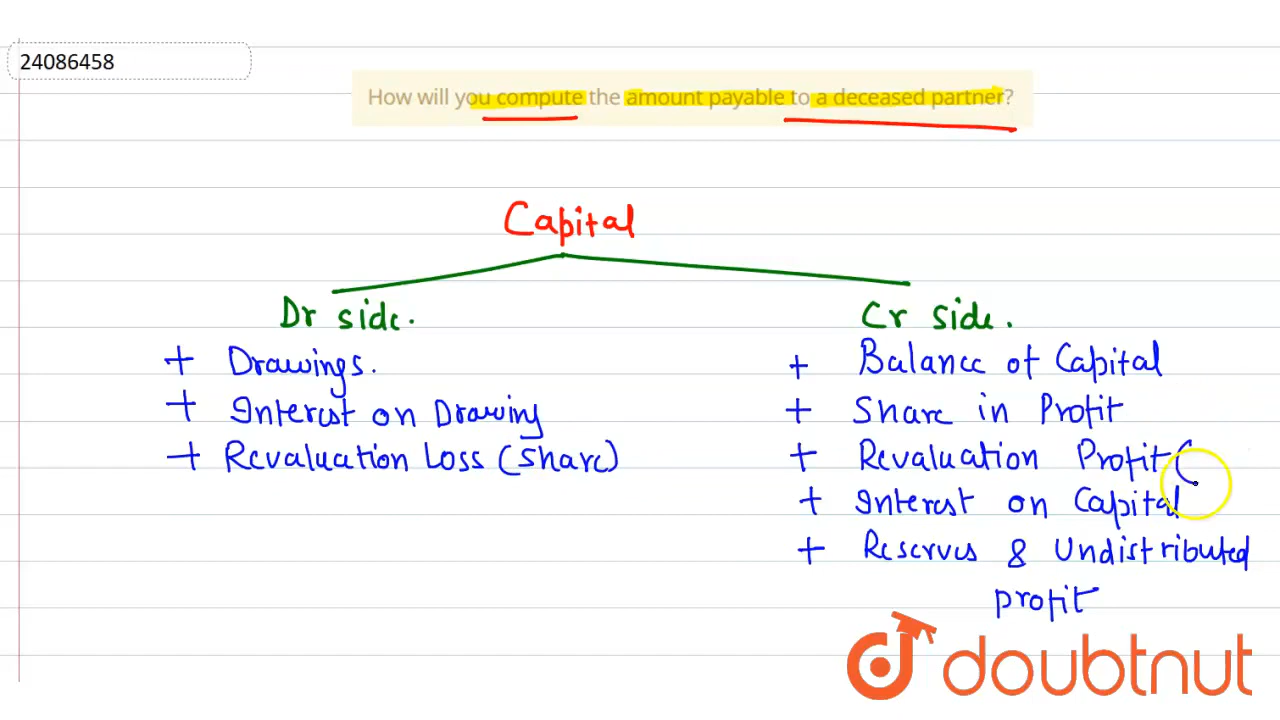 24086458
How will you compute the amount payable to a deceased partner?
Capital
Dr side.
+ Drawings.
+ Interest on Drawing
+ Revaluation Loss (Share)
Cr side.
+ Balance of Capital
+ Share in Profit
+ Revaluation Profit (
+ Interest on Capital
+ Reserves & Undistributed
profit
doubtnut